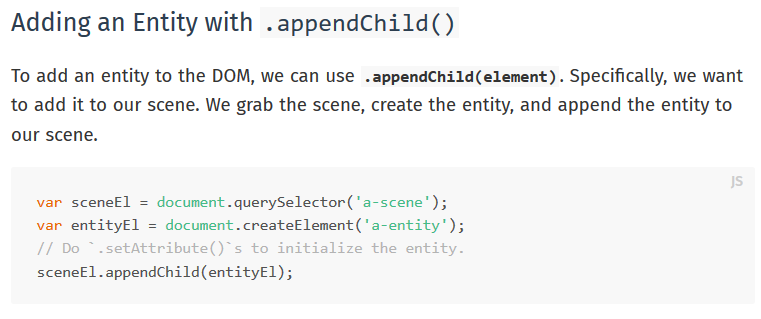 Adding an Entity with .appendChild()
To add an entity to the DOM, we can use .appendChild(element). Specifically, we want
to add it to our scene. We grab the scene, create the entity, and append the entity to
our scene.
JS
var sceneEl = document.querySelector('a-scene');
var entityEl = document.createElement('a-entity');
// Do `.setAttribute()`s to initialize the entity.
sceneEl.appendChild(entityEl);